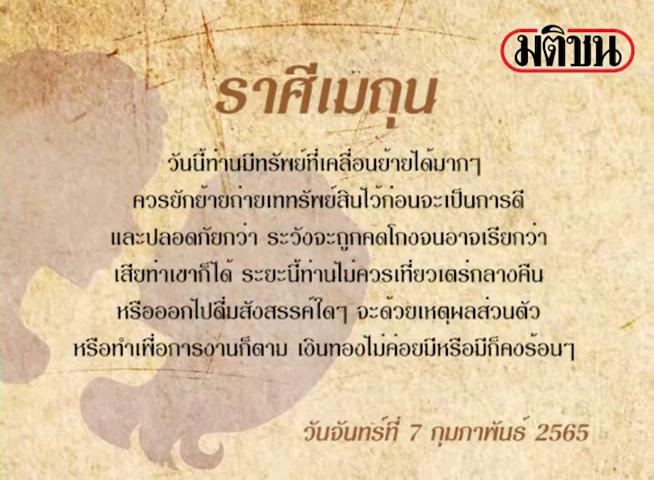 มติชน
ราศีเมถุน
วันนี้ท่านมีทรัพย์ที่เคลื่อนย้ายได้มากๆ
ควรยักย้ายถ่ายเททรัพย์สินไว้ก่อนจะเป็นการดี
และปลอดภัยกว่า ระวังจะถูกคดโกงจนอาจเรียกว่า
เสียท่าเขาก็ได้ ระยะนี้ท่านไม่ควรเที่ยวเตร่กลางคืน
หรือออกไปดื่มสังสรรค์ใดๆ จะด้วยเหตุผลส่วนตัว
หรือทำเพื่อการงานก็ตาม เงินทองไม่ค่อยมีหรือมีก็คงร้อนๆ
วันจันทร์ที่ 7 กุมภาพันธ์ 2565